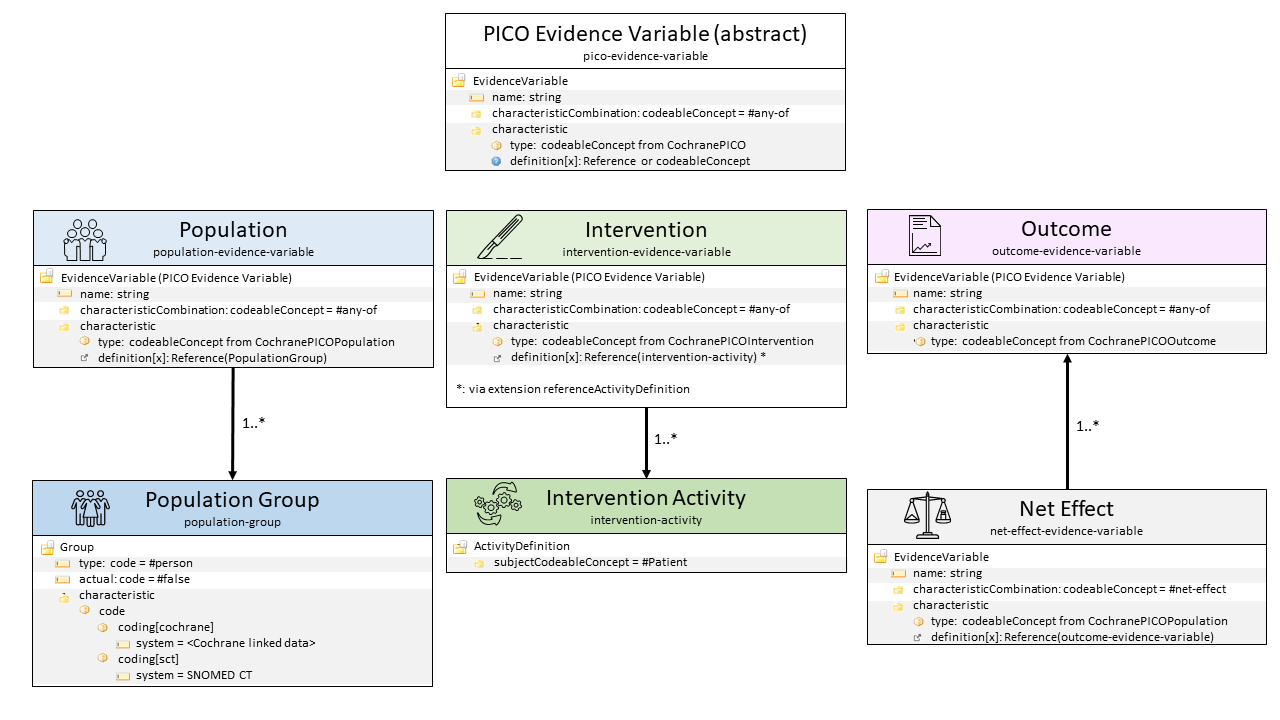 PICO Evidence Variable (abstract)
pico-evidence-variable
EvidenceVariable
name: string
characteristicCombination: codeableConcept = #any-of
characteristic
type: codeableConcept from CochranePICO
definition[x]: Reference or codeableConcept
Population
population-evidence-variable
EvidenceVariable (PICO Evidence Variable)
name: string
characteristicCombination: codeableConcept = #any-of
characteristic
type: codeableConcept from CochranePICOPopulation
definition[x]: Reference(PopulationGroup)
Intervention
intervention-evidence-variable
EvidenceVariable (PICO Evidence Variable)
name: string
characteristicCombination: codeableConcept = #any-of
characteristic
type: codeableConcept from CochranePICOIntervention
definition[x]: Reference(intervention-activity) *
*: via extension referenceActivityDefinition
Outcome
outcome-evidence-variable
EvidenceVariable (PICO Evidence Variable)
name: string
characteristicCombination: codeableConcept = #any-of
characteristic
type: codeableConcept from CochranePICOOutcome
1..*
1..*
1..*
Population Group
population-group
Group
type: code = #person
actual: code = #false
characteristic
code
coding[cochrane]
system = <Cochrane linked data>
coding[sct]
system = SNOMED CT
Intervention Activity
intervention-activity
ActivityDefinition
subjectCodeableConcept = #Patient
Net Effect
net-effect-evidence-variable
EvidenceVariable
name: string
characteristicCombination: codeableConcept = #net-effect
characteristic
type: codeableConcept from CochranePICOPopulation
definition[x]: Reference(outcome-evidence-variable)